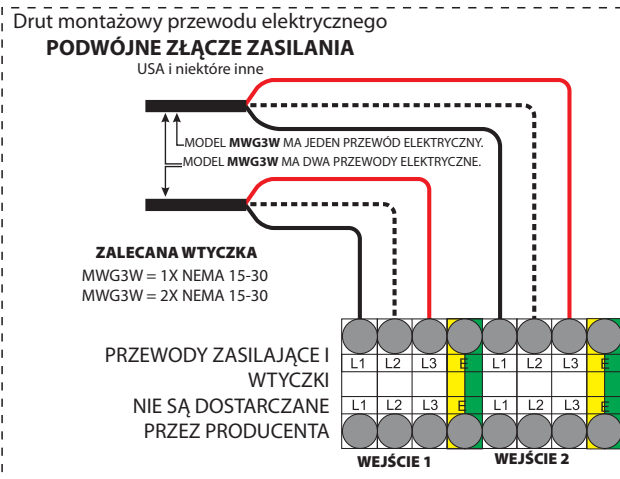 Drut montażowy przewodu elektrycznego
PODWÓJNE ZŁĄCZE ZASILANIA
USA i niektóre inne
MODEL MWG3W MA JEDEN PRZEWÓD ELEKTRYCZNY.
MODEL MWG3W MA DWA PRZEWODY ELEKTRYCZNE.
ZALECANA WTYCZKA
MWG3W = 1X NEMA 15-30
MWG3W = 2X NEMA 15-30
PRZEWODY ZASILAJĄCE I
WTYCZKI
NIE SĄ DOSTARCZANE
PRZEZ PRODUCENTA
L1 L2 L3 E L1 L2 L3 E
L1 L2 L3 E L1 L2 L3 E
WEJŚCIE 1 WEJŚCIE 2